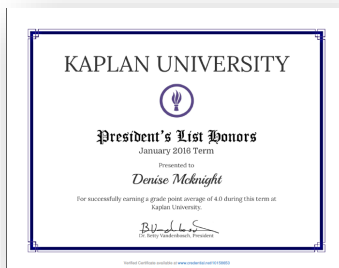 KAPLAN UNIVERSITY
President's List Honors
January 2016 Term
Presented to
Denise Mcknight
For successfully earning a grade point average of 4.0 during this term at
Kaplan University.
Dr. Betty Vandenbosch, President
Verified Certificate available at www.credential.net/10159653